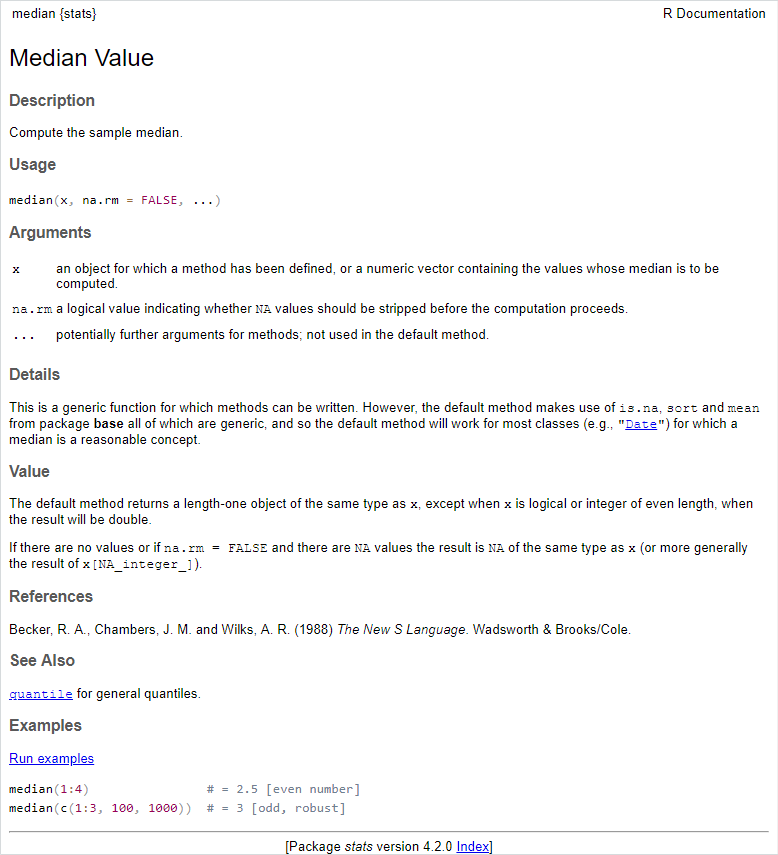 median {stats}
R Documentation
Median Value
Description
Compute the sample median.
Usage
median(x, na.rm = FALSE, ...)
Arguments
x an object for which a method has been defined, or a numeric vector containing the values whose median is to be
computed.
na.rm a logical value indicating whether NA values should be stripped before the computation proceeds.
... potentially further arguments for methods; not used in the default method.
Details
This is a generic function for which methods can be written. However, the default method makes use of is.na, sort and mean
from package base all of which are generic, and so the default method will work for most classes (e.g., "Date") for which a
median is a reasonable concept.
Value
The default method returns a length-one object of the same type as x, except when x is logical or integer of even length, when
the result will be double.
If there are no values or if na.rm = FALSE and there are NA values the result is NA of the same type as x (or more generally
the result of x[NA_integer_]).
References
Becker, R. A., Chambers, J. M. and Wilks, A. R. (1988) The New S Language. Wadsworth & Brooks/Cole.
See Also
quantile for general quantiles.
Examples
Run examples
median(1:4) # = 2.5 [even number]
median(c(1:3, 100, 1000)) # = 3 [odd, robust]
[Package stats version 4.2.0 Index]